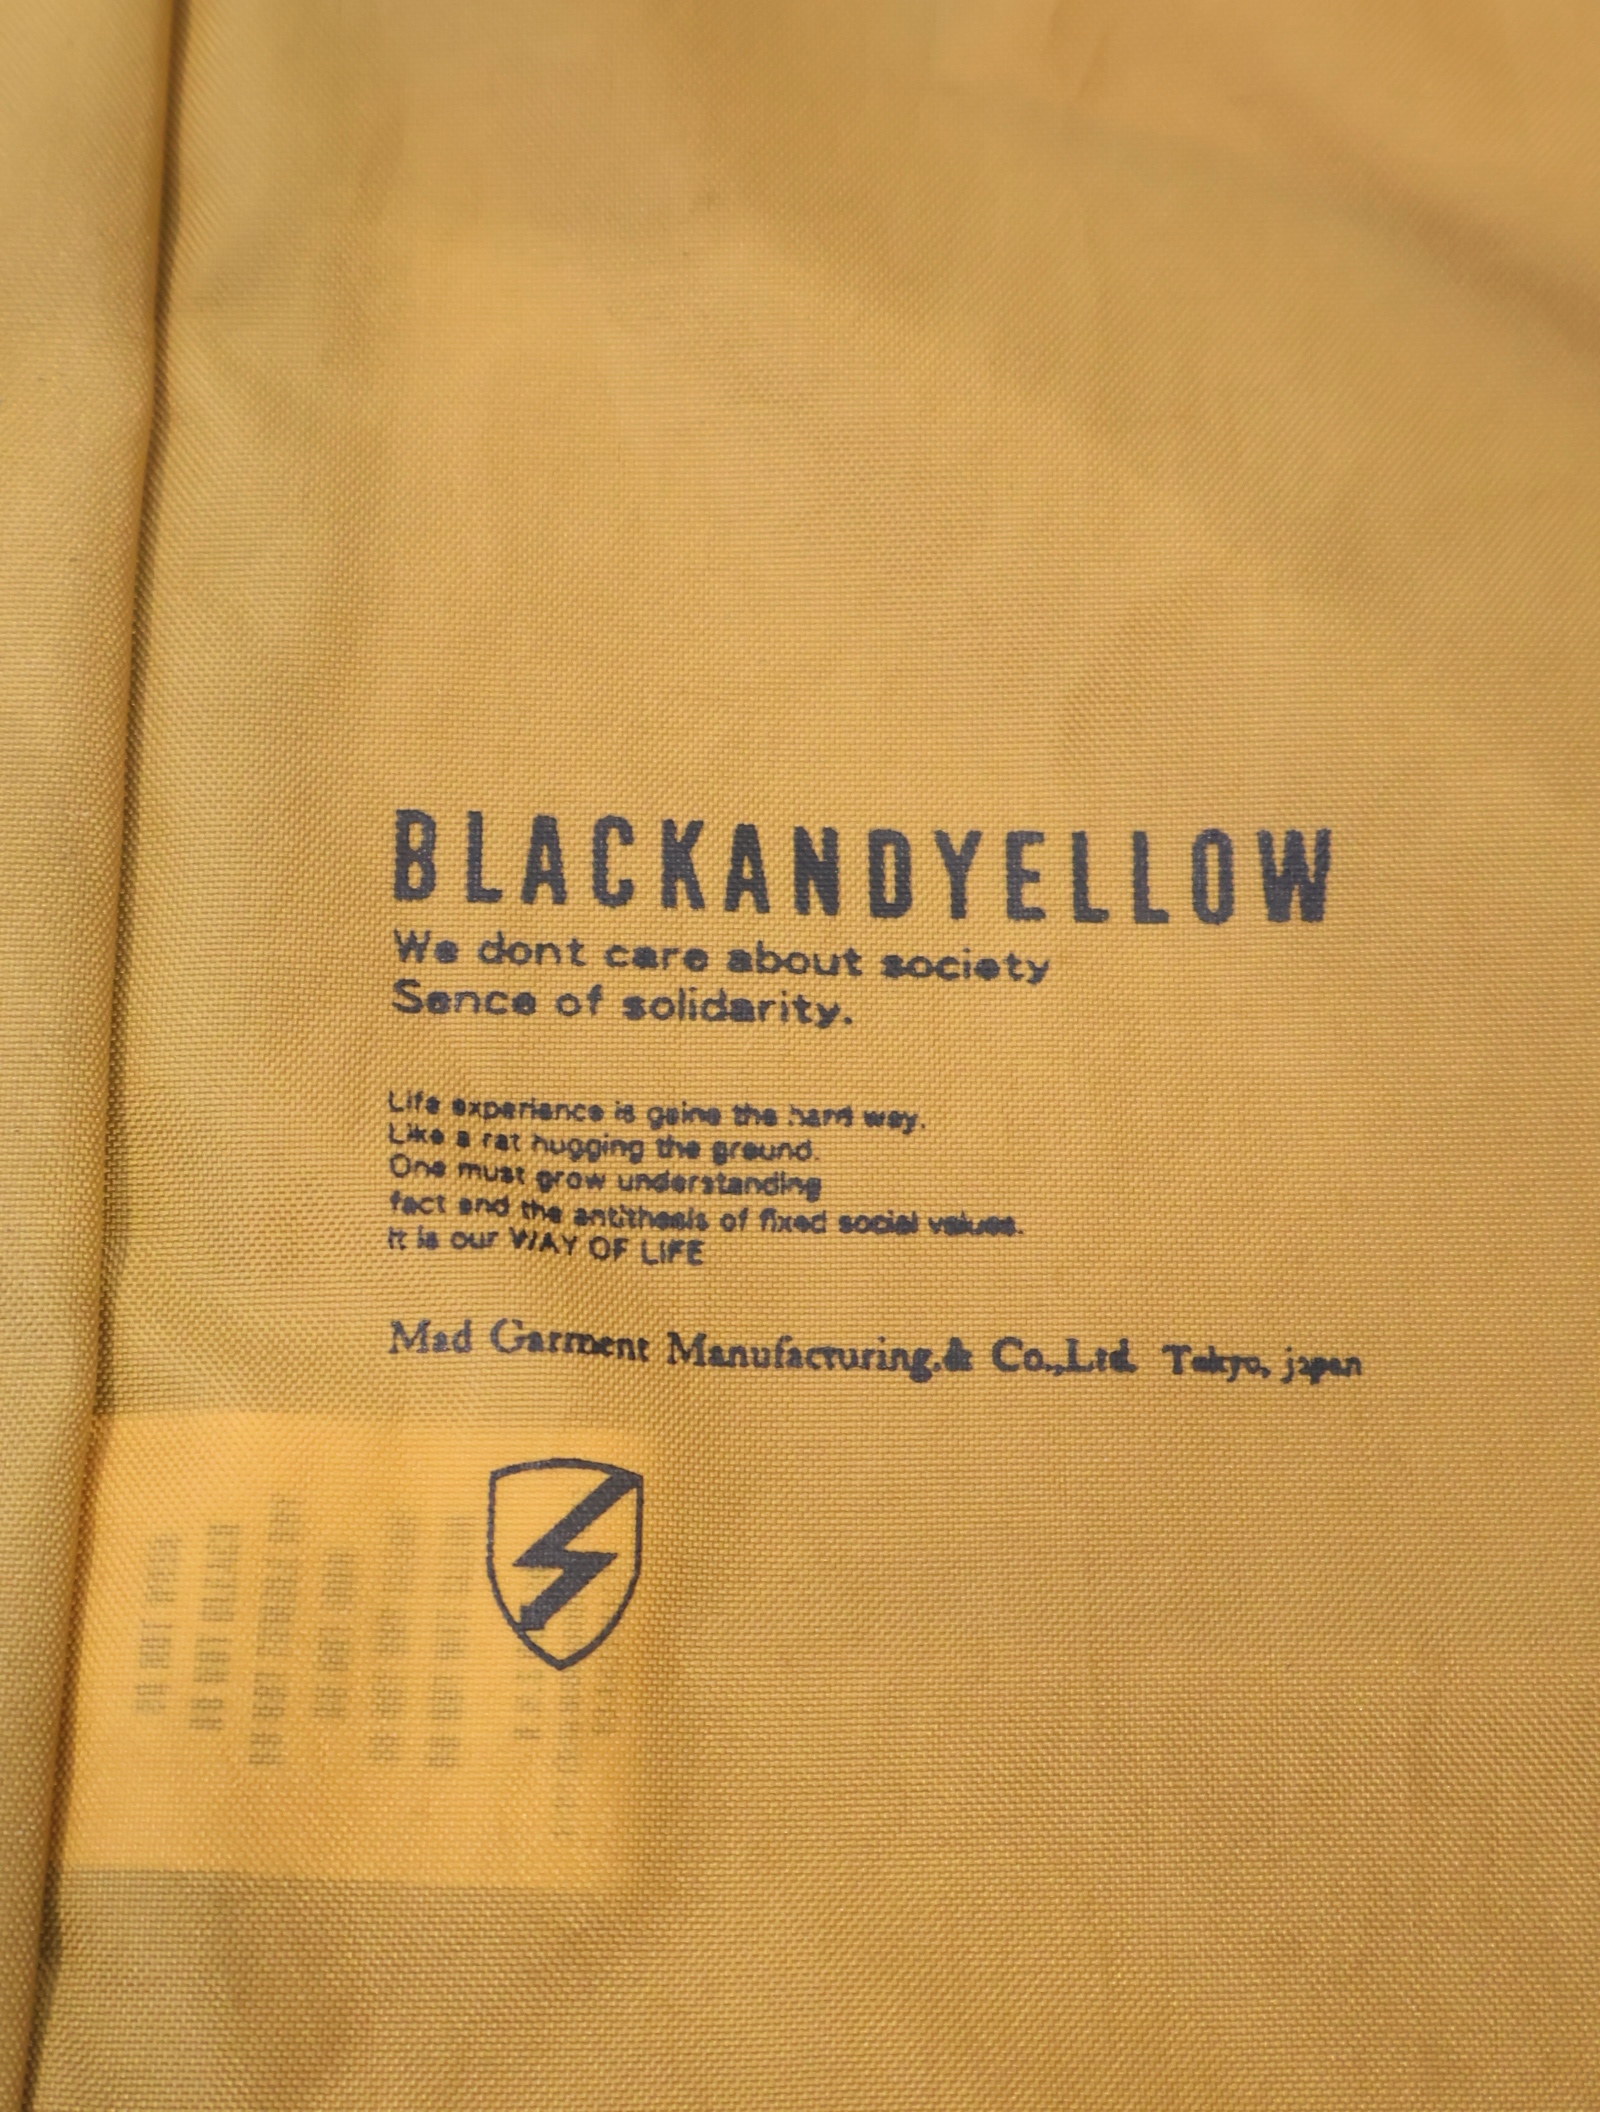 BLACKANDYELLOW
We dont care about society
Sence of solidarity.
Life experience is gaine the hard way.
Like a rat hugging the ground.
One must grow understanding
fact and the antithesis of fixed social values.
It is our WAY OF LIFE
Mad Garment Manufacturing.& Co.,Ltd. Tokyo, japan